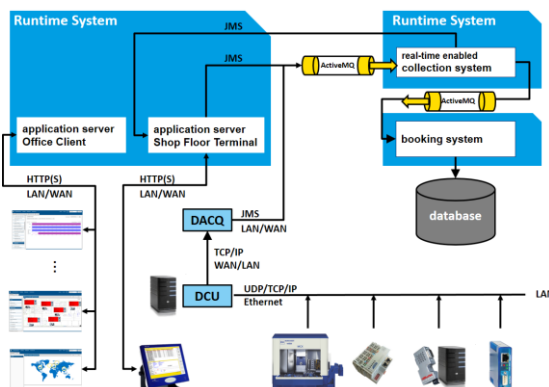 Runtime System
Runtime System
JMS
JMS
ActiveMQ
real-time enabled
collection system
ActiveMQ
application server
Office Client
application server
Shop Floor Terminal
booking system
HTTP(S)
LAN/WAN
HTTP(S)
LAN/WAN
database
DACQ
JMS
LAN/WAN
TCP/IP
WAN/LAN
DCU
UDP/TCP/IP
Ethernet
LAN